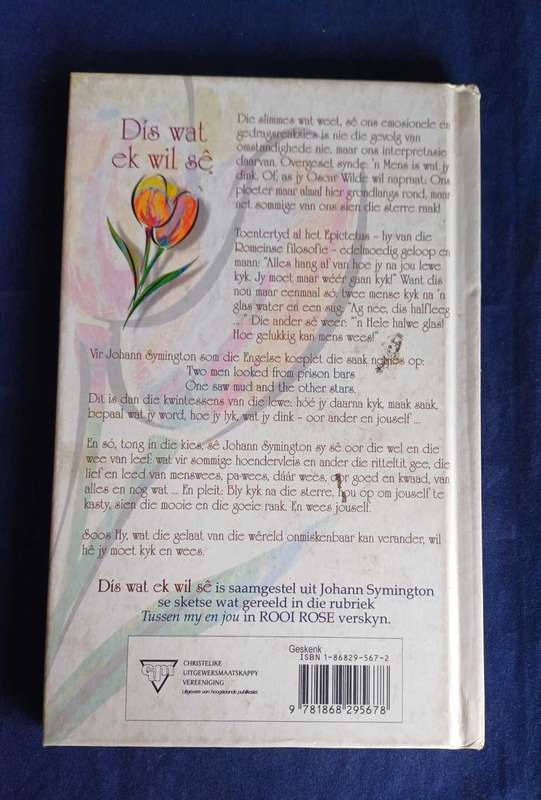 Dís wat
ek wil sê
Die slimmes wat weet, sê ons emosionele en
gedragsreaksies is nie die gevolg van
omstandighede nie, maar ons interpretasie
daarvan. Overgeset synde: 'n Mens is wat jy
dink. Of, as jy Oscar Wilde wil napraat: Ons
ploeter maar almal hier grondlangs rond, maar
net sommige van ons sien die sterre raak!
Toentertyd al het Epictetus – hy van die
Romeinse filosofie – edelmoedig geloop en
maan: "Alles hang af van hoe jy na jou lewe
kyk. Jy moet maar wéér gaan kyk!" Want dis
nou maar eenmaal só: twee mense kyk na 'n
glas water en een sug: "Ag nee, dis halfleeg
... " Die ander sê weer: "'n Hele halwe glas!
Hoe gelukkig kan mens wees!"
Vir Johann Symington som die Engelse koeplet die saak netjies op:
Two men looked from prison bars
One saw mud and the other stars.
Dit is dan die kwintessens van die lewe: hóé jy daarna kyk, maak saak,
bepaal wat jy word, hoe jy lyk, wat jy dink – oor ander en jouself ...
En só, tong in die kies, sê Johann Symington sy sê oor die wel en die
wee van leef: wat vir sommige hoendervleis en ander die ritteltit gee, die
lief en leed van menswees, pa-wees, dáár wees, oor goed en kwaad, van
alles en nog wat ... En pleit: Bly kyk na die sterre, hou op om jouself te
kasty, sien die mooie en die goeie raak. En wees jouself.
Soos Hy, wat die gelaat van die wêreld onmiskenbaar kan verander, wil
hê jy moet kyk en wees.
Dís wat ek wil sê is saamgestel uit Johann Symington
se sketse wat gereeld in die rubriek
Tussen my en jou in ROOI ROSE verskyn.
CHRISTELIKE
UITGEWERSMAATSKAPPY
VERENIGING
Uitgewers van hoogstaande publikasies
Geskenk
ISBN 1-86829-567-2
9 781868 295678